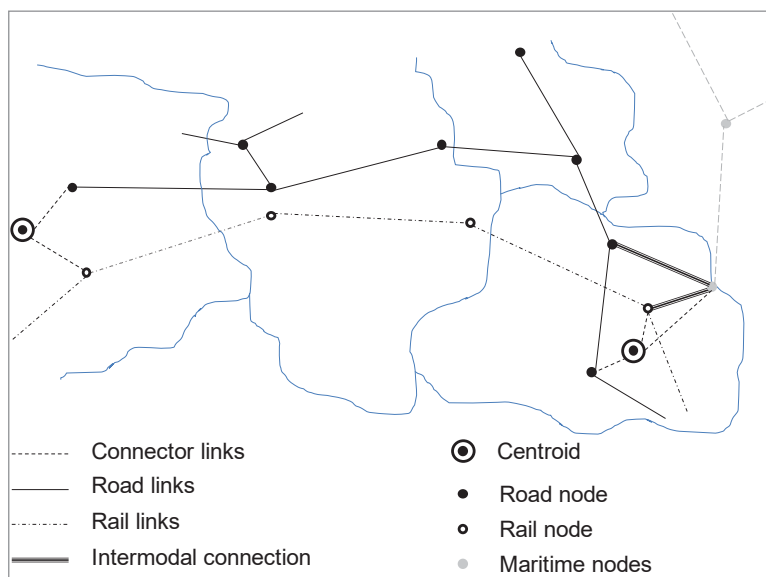 Connector links
Road links
Rail links
Intermodal connection
Centroid
Road node
Rail node
Maritime nodes